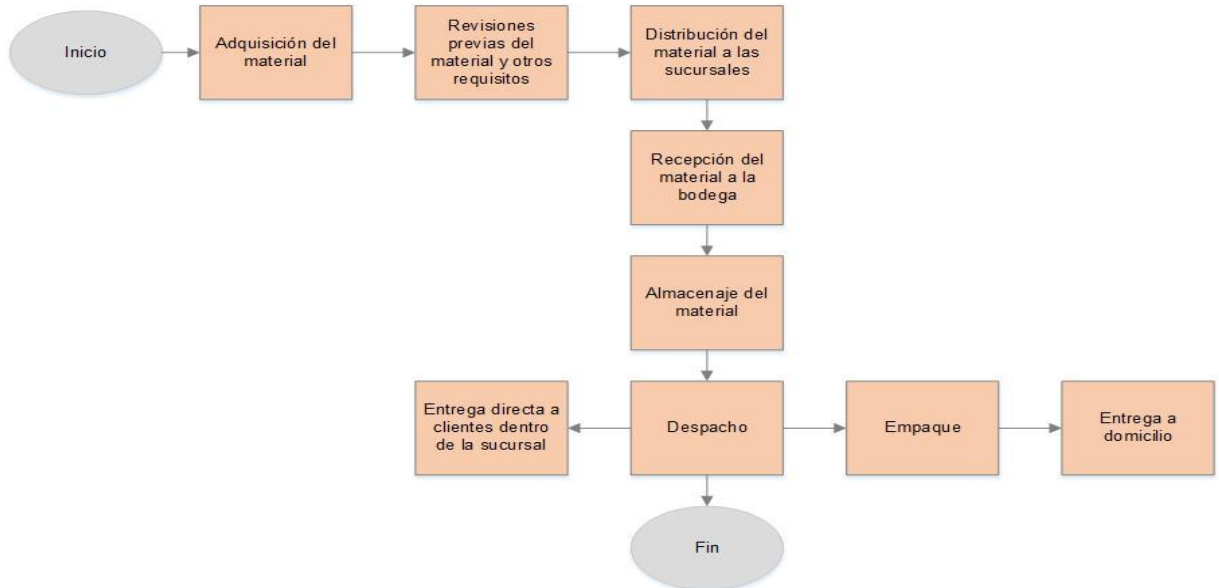 Inicio
Adquisición del
material
Revisiones
previas del
material y otros
requisitos
Distribución del
material a las
sucursales
Recepción del
material a la
bodega
Almacenaje del
material
Entrega directa a
clientes dentro
de la sucursal
Despacho
Empaque
Entrega a
domicilio
Fin